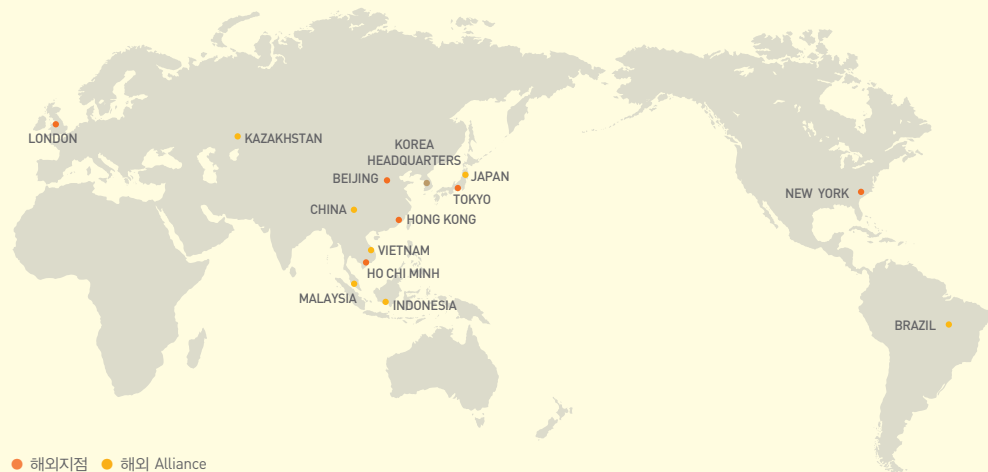 LONDON
KAZAKHSTAN
KOREA
HEADQUARTERS
BEIJING
JAPAN
TOKYO
NEW YORK
CHINA
HONG KONG
VIETNAM
HO CHI MINH
MALAYSIA
INDONESIA
BRAZIL
해외지점 해외 Alliance